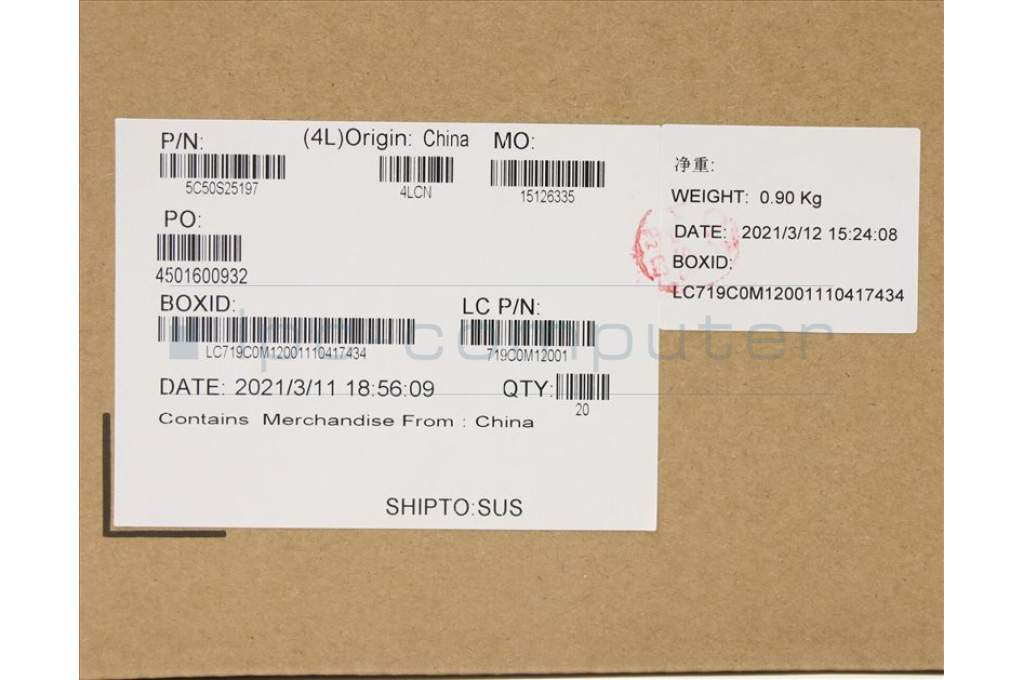 P/N:
(4L)Origin: China
MO:
5C50S25197
4LCN
15126335
PO:
4501600932
BOXID:
LC P/N:
LC719C0M12001110417434
719C0M12001
DATE: 2021/3/11 18:56:09
QTY:
20
Contains Merchandise From : China
SHIPTO:SUS
净重:
WEIGHT: 0.90 Kg
DATE: 2021/3/12 15:24:08
BOXID:
LC719C0M12001110417434
ipc-computer